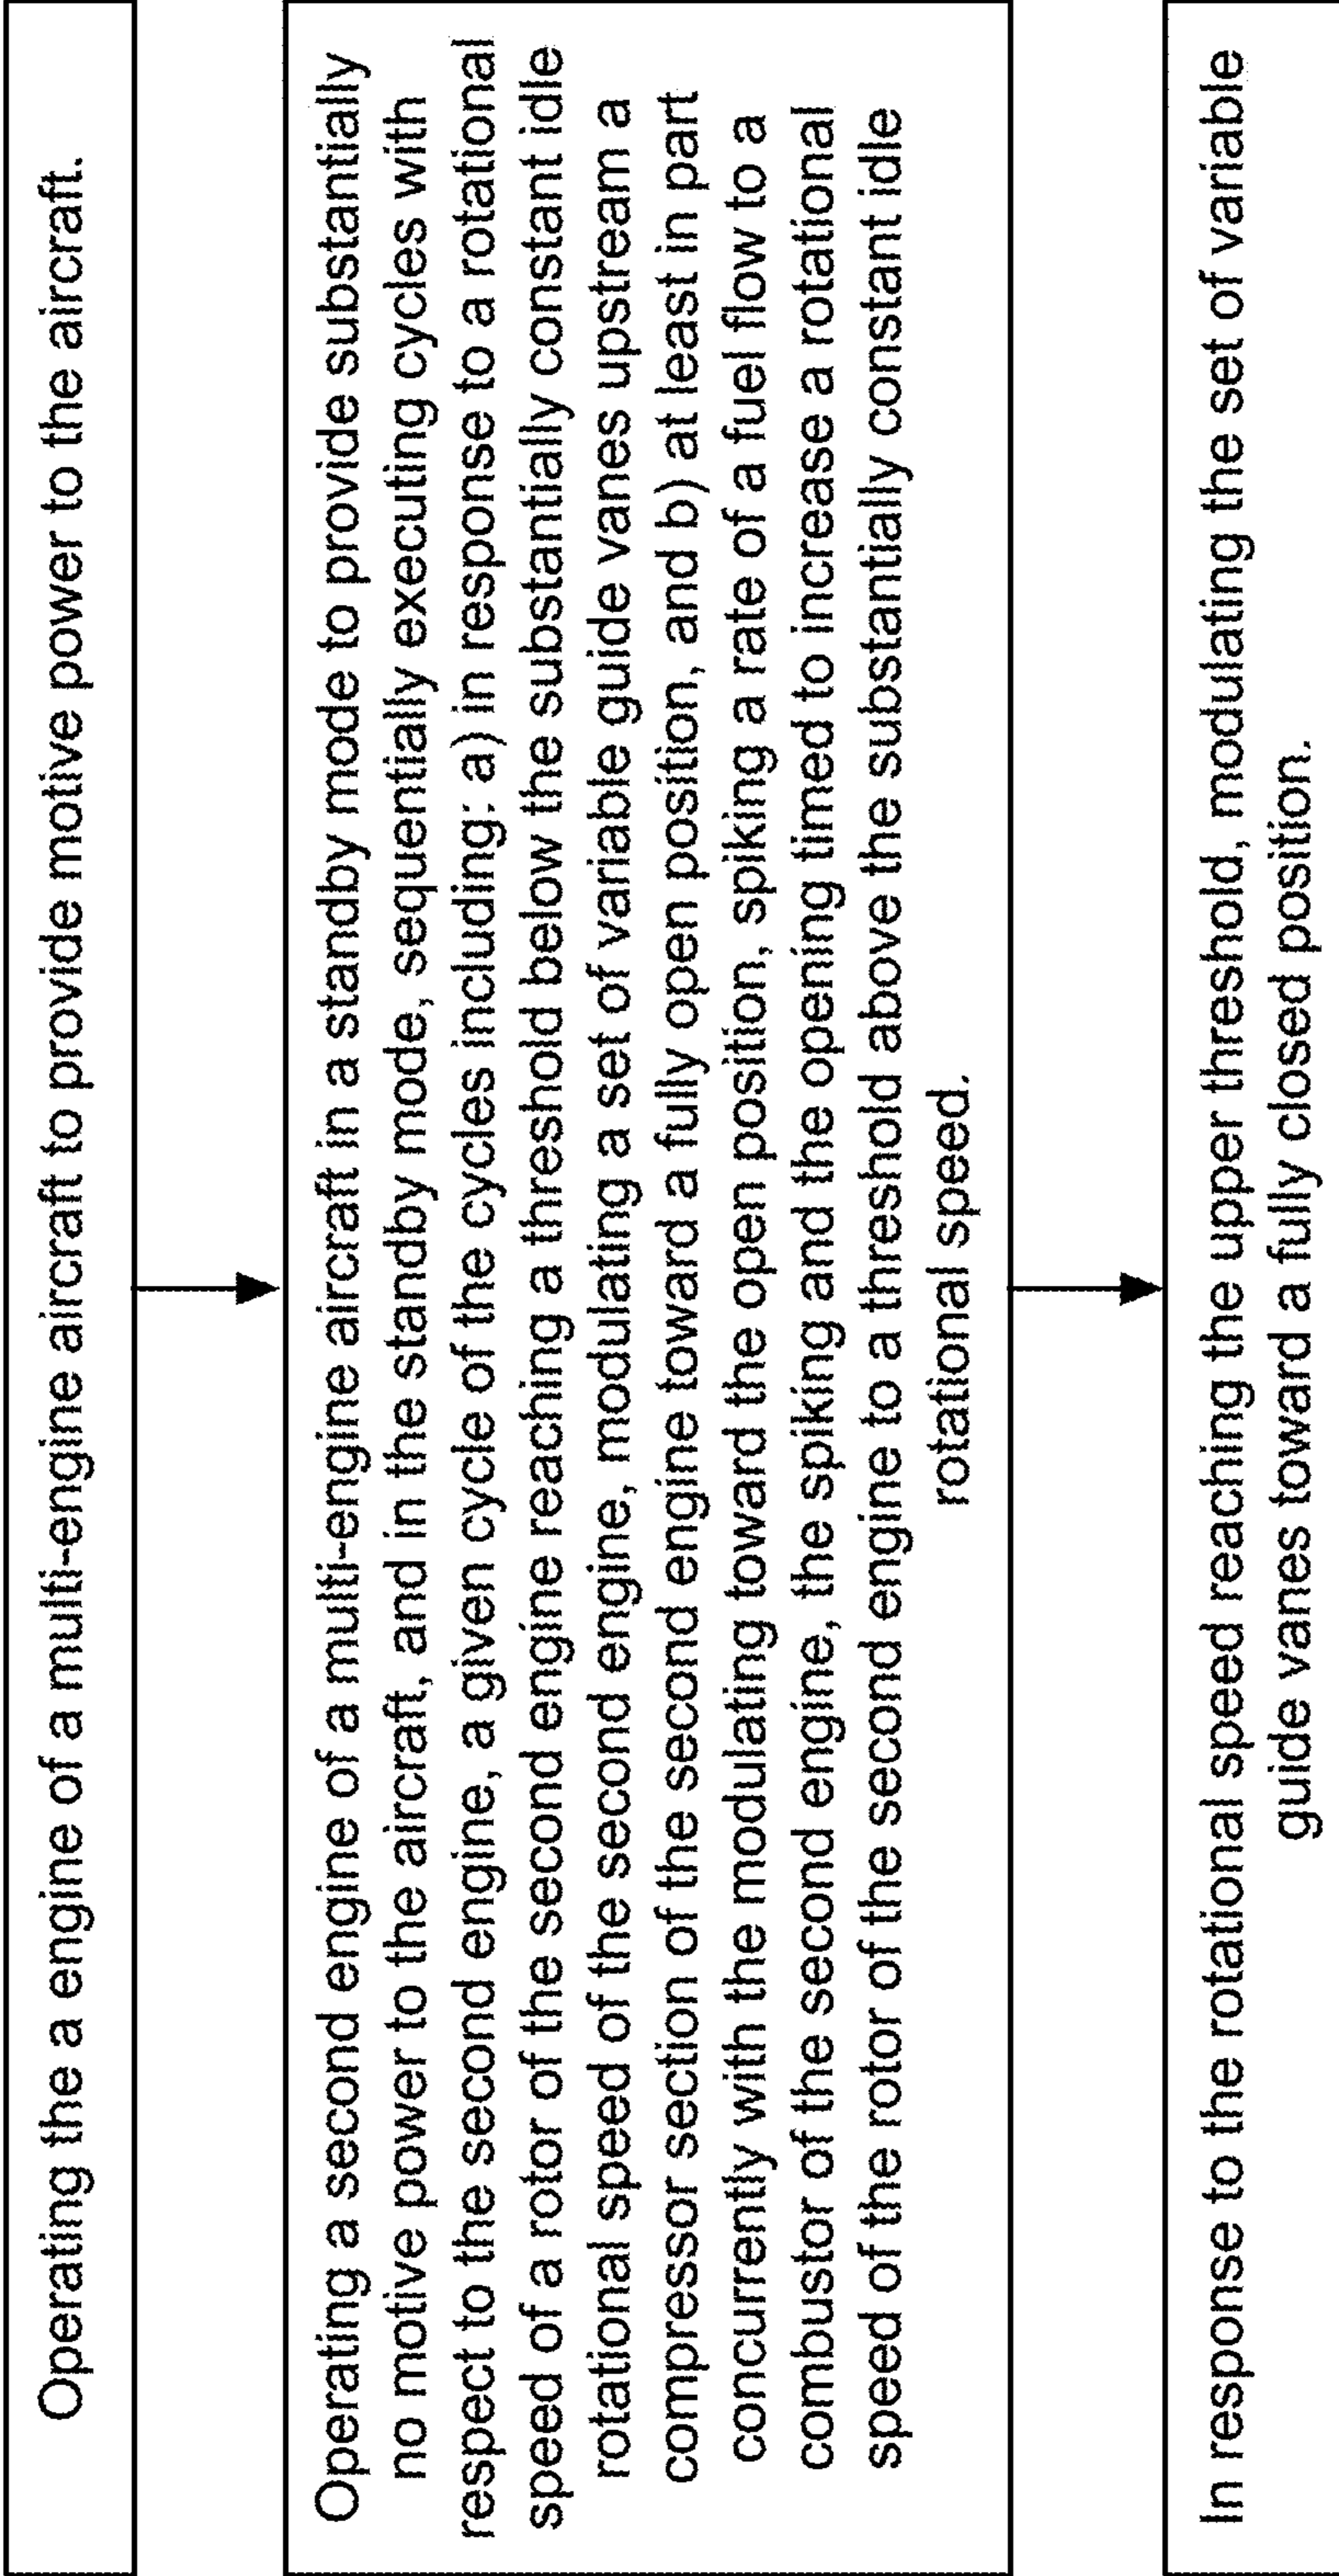 Operating the a engine of a multi-engine aircraft to provide motive power to the aircraft.
Operating a second engine of a multi-engine aircraft in a standby mode to provide substantially
no motive power to the aircraft, and in the standby mode, sequentially executing cycles with
respect to the second engine, a given cycle of the cycles including: a) in response to a rotational
speed of a rotor of the second engine reaching a threshold below the substantially constant idle
rotational speed of the second engine, modulating a set of variable guide vanes upstream a
compressor section of the second engine toward a fully open position, and b) at least in part
concurrently with the modulating toward the open position, spiking a rate of a fuel flow to a
combustor of the second engine, the spiking and the opening timed to increase a rotational
speed of the rotor of the second engine to a threshold above the substantially constant idle
rotational speed.
In response to the rotational speed reaching the upper threshold, modulating the set of variable
guide vanes toward a fully closed position.